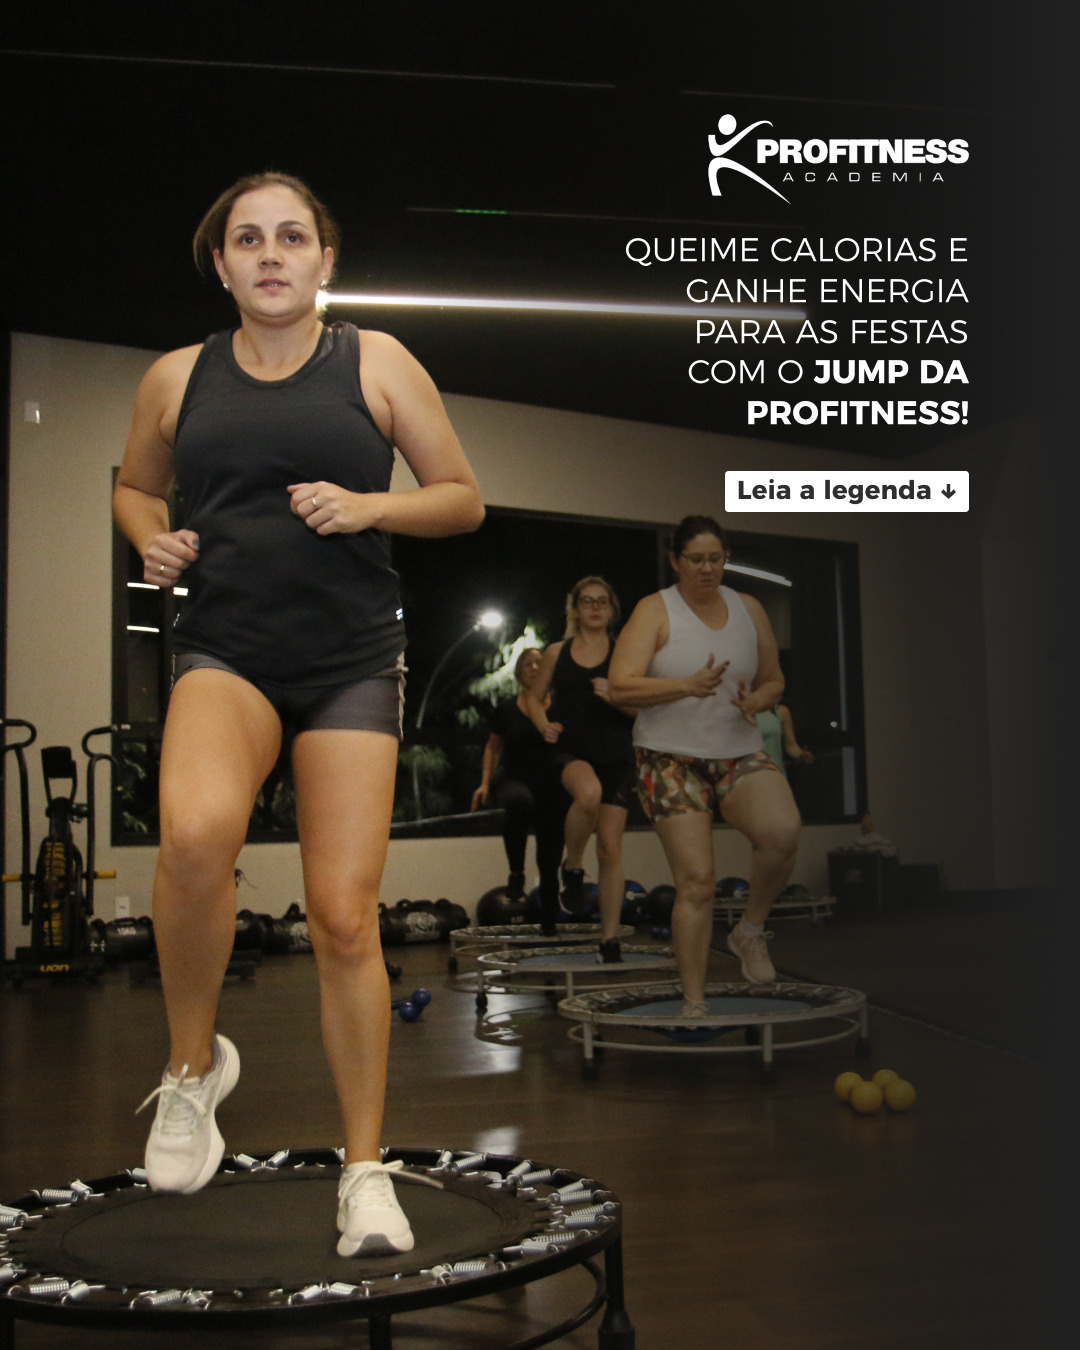 PROFITNESS
ACADEMIA
QUEIME CALORIAS E
GANHE ENERGIA
PARA AS FESTAS
COM O JUMP DA
PROFITNESS!
Leia a legenda ↓